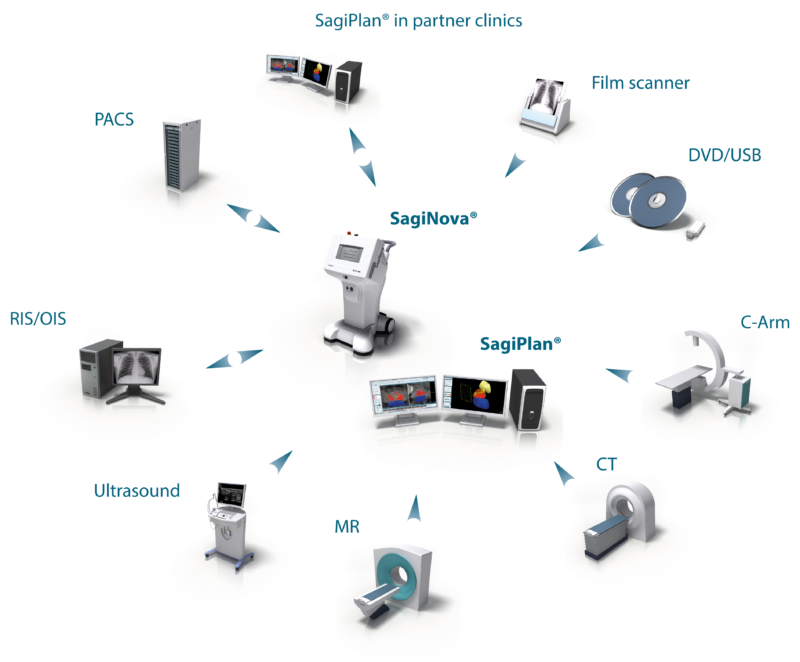 SagiPlan® in partner clinics
Film scanner
PACS
DVD/USB
SagiNova®
RIS/OIS
C-Arm
SagiPlan®
CT
Ultrasound
MR